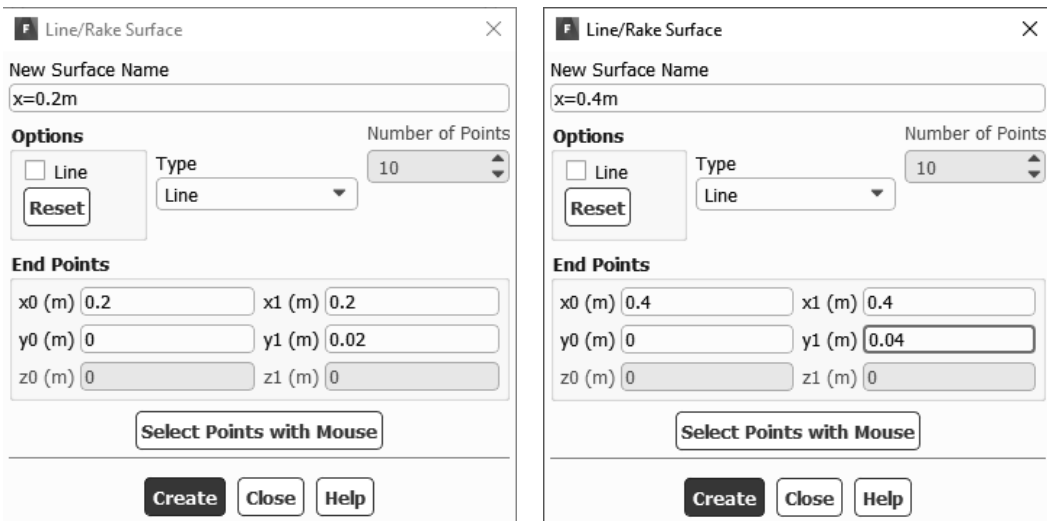 F Line/Rake Surface
New Surface Name
x=0.2m
Options
Number of Points
Line
Type
10
Reset
Line
End Points
x0 (m) 0.2 x1 (m) 0.2
y0 (m) 0 y1 (m) 0.02
z0 (m) 0 z1 (m) 0
Select Points with Mouse
Create Close Help
F Line/Rake Surface
New Surface Name
x=0.4m
Options
Number of Points
Line
Type
10
Reset
Line
End Points
x0 (m) 0.4 x1 (m) 0.4
y0 (m) 0 y1 (m) 0.04
z0 (m) 0 z1 (m) 0
Select Points with Mouse
Create Close Help